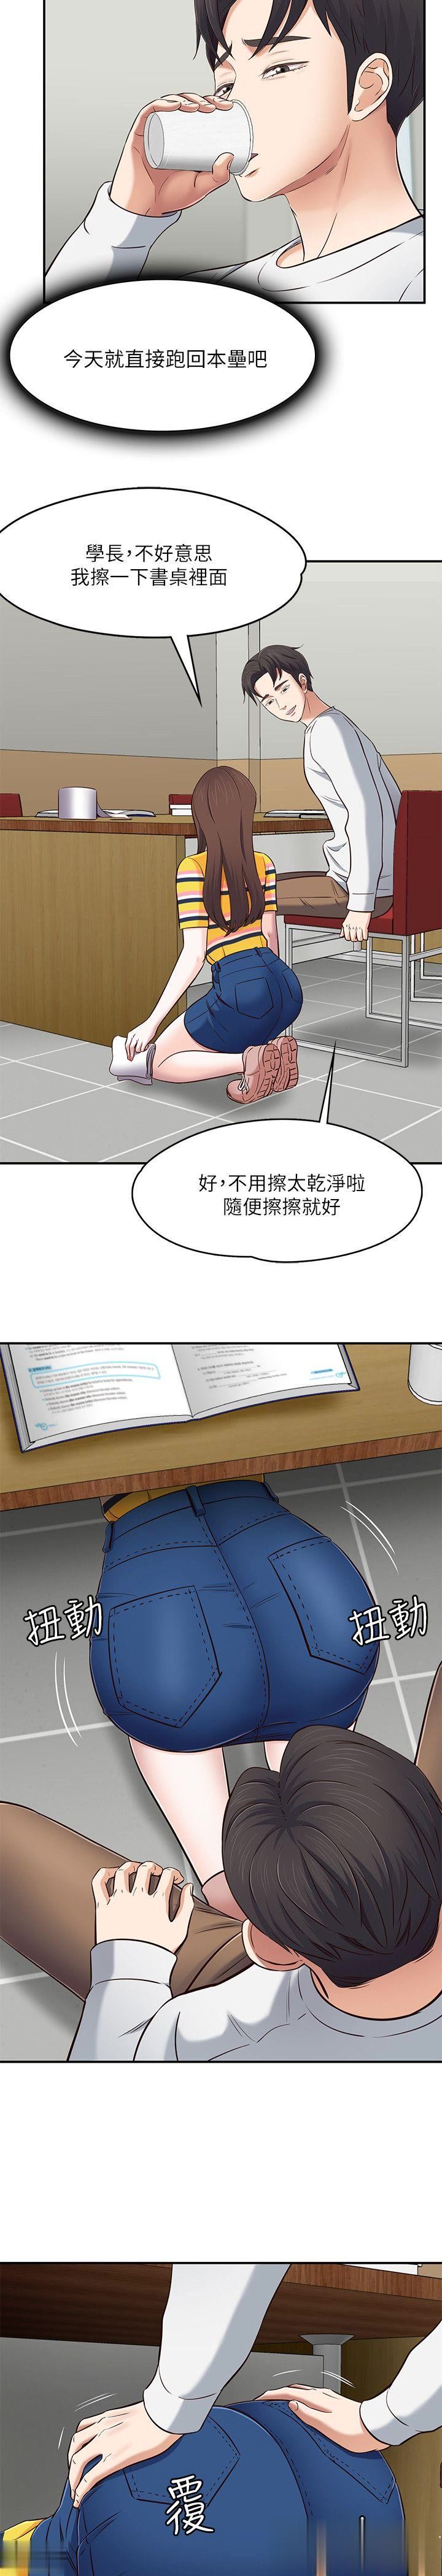 今天就直接跑回本壘吧
學長，不好意思
我擦一下書桌裡面
好，不用擦太乾淨啦
隨便擦擦就好
扭動
扭動
覆